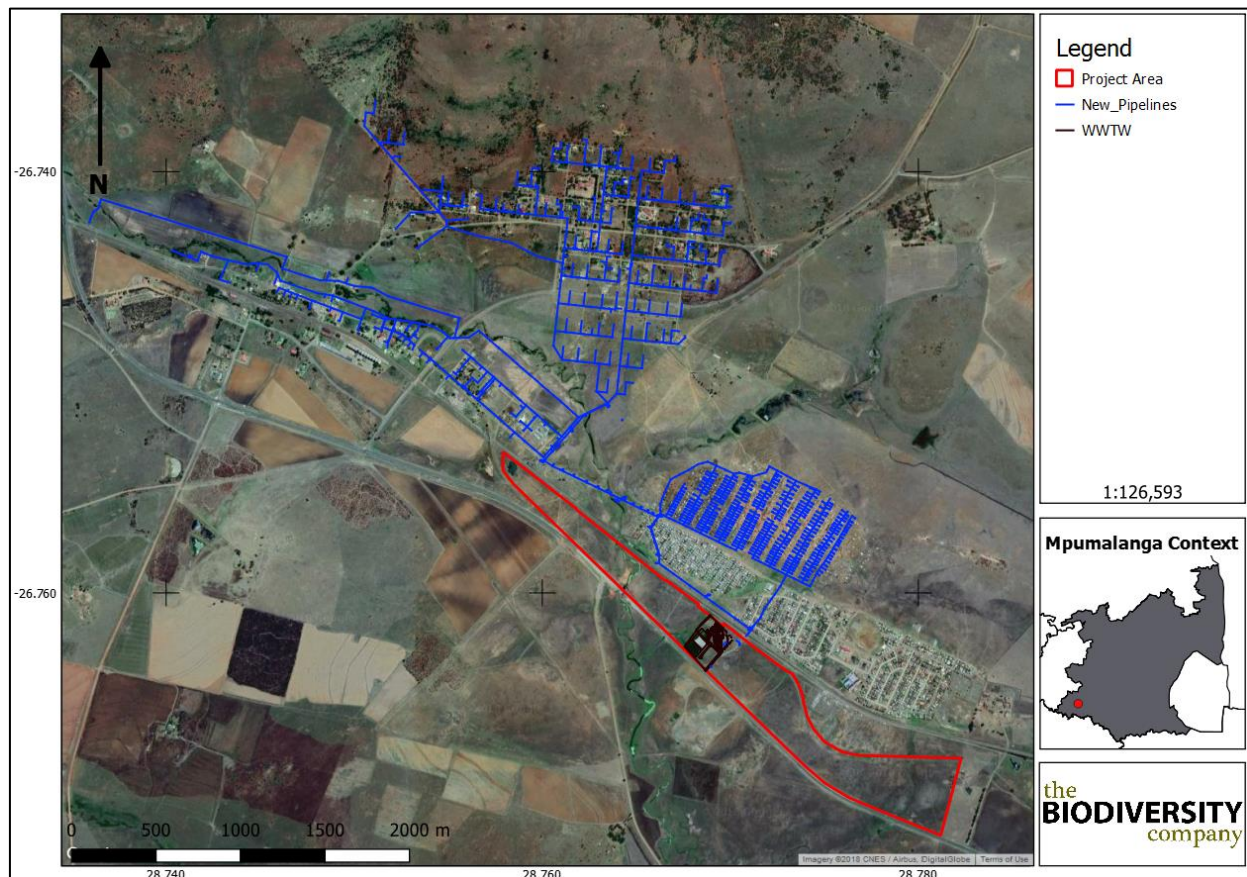 Legend
Project Area
New_Pipelines
WWTW
1:126,593
Mpumalanga Context
the
BIODIVERSITY
company
N
-26.740
-26.760
0 500 1000 1500 2000 m
Imagery ©2018 CNES / Airbus, DigitalGlobe Terms of Use
28.740 28.760 28.780